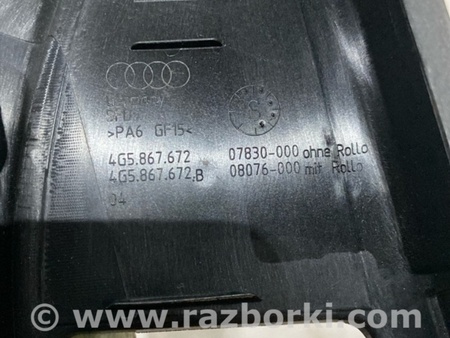 >PA6 GF15<
4G5.867.672 07830-000 ohne Rollo
4G5.867.672.B 08076-000 mit Rollo
04
© www.razborki.com/